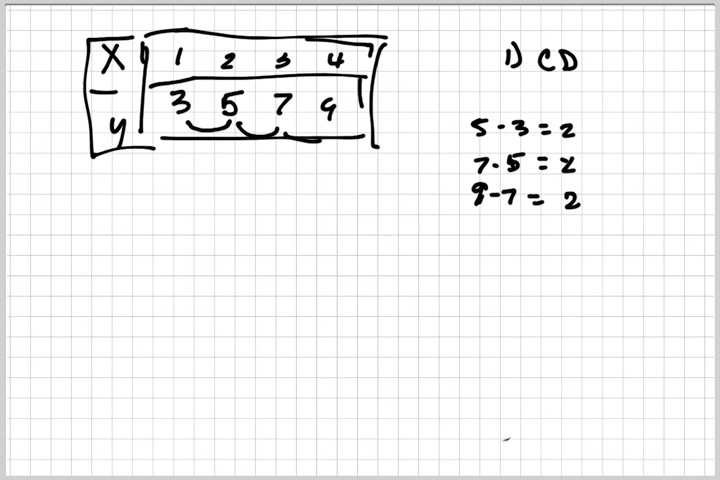 X 1 2 3 4
y 3 5 7 9
1) CD
5 - 3 = 2
7 - 5 = 2
9 - 7 = 2